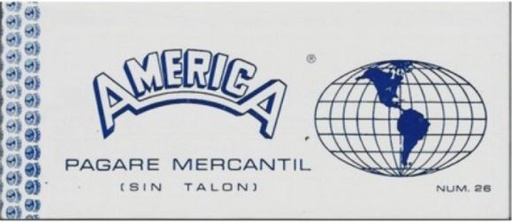 AMERICA ®
PAGARE MERCANTIL
(SIN TALON)
NUM. 26